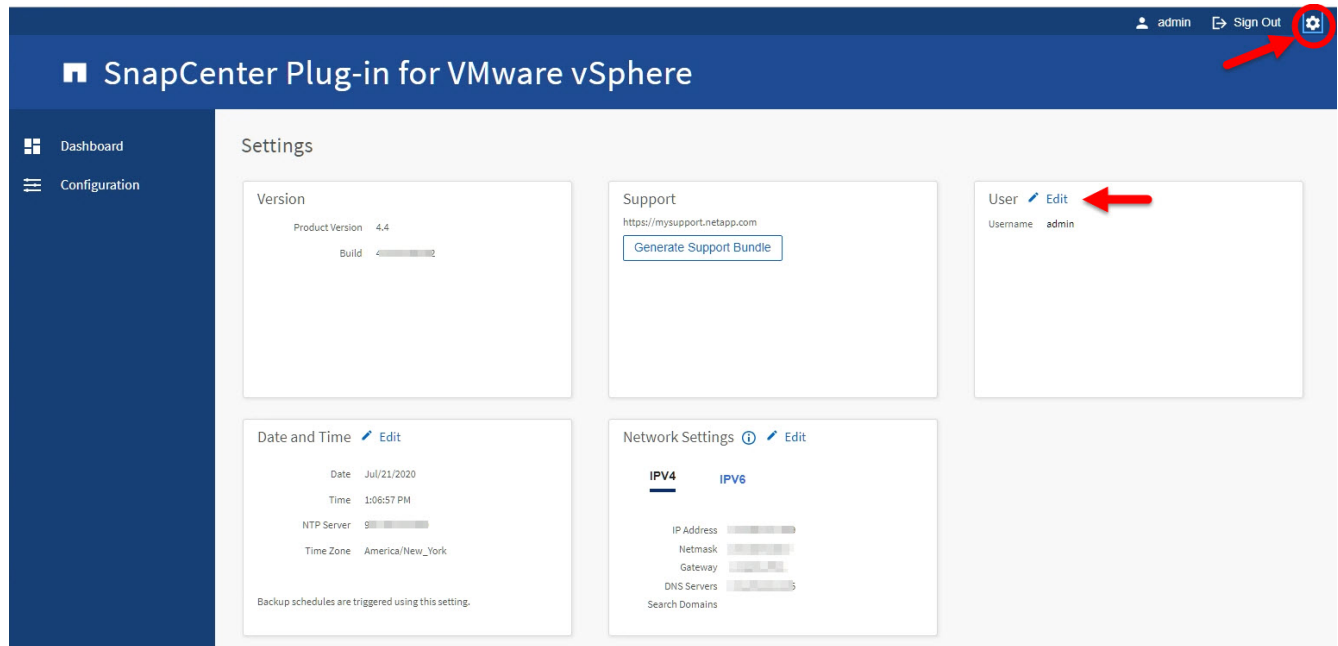 admin Sign Out
SnapCenter Plug-in for VMware vSphere
Dashboard
Configuration
Settings
Version
Product Version 4.4
Build
Support
https://mysupport.netapp.com
Generate Support Bundle
User Edit
Username admin
Date and Time Edit
Date Jul/21/2020
Time 1:06:57 PM
NTP Server
Time Zone America/New_York
Backup schedules are triggered using this setting.
Network Settings Edit
IPV4 IPV6
IP Address
Netmask
Gateway
DNS Servers
Search Domains